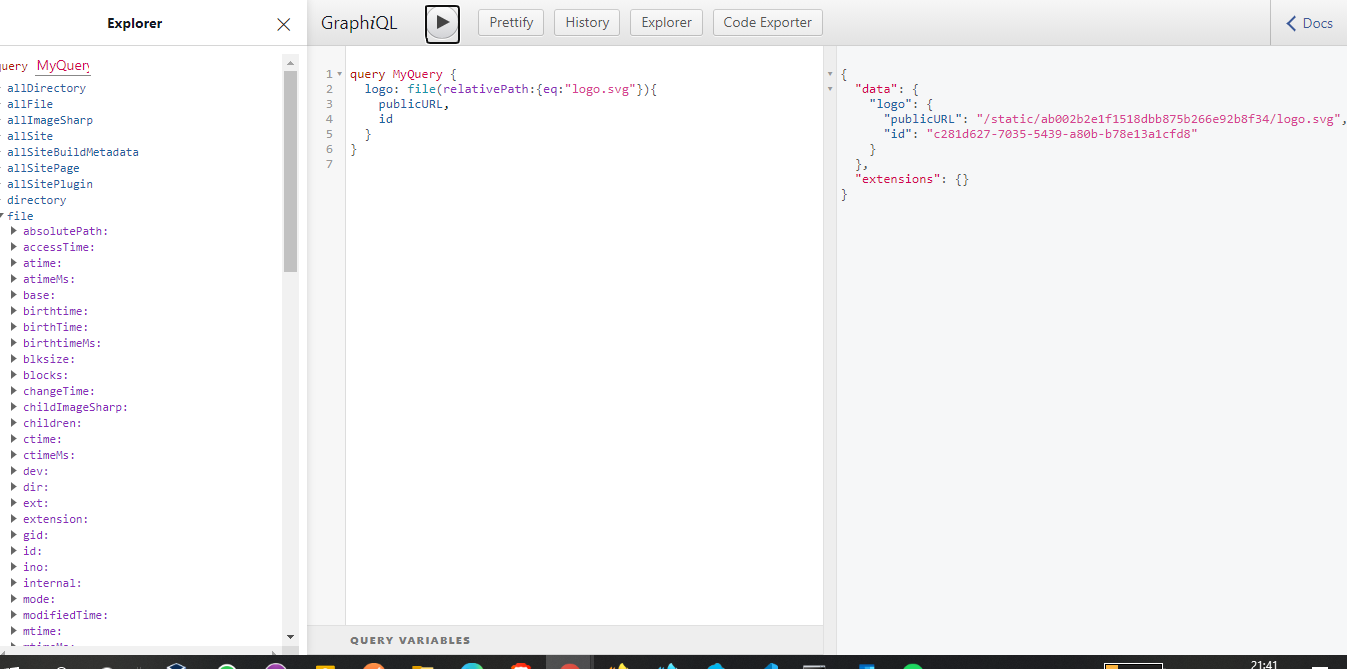 Explorer
GraphiQL
Prettify
History
Explorer
Code Exporter
Docs
uery MyQuery
allDirectory
allFile
allImageSharp
allSite
allSiteBuildMetadata
allSitePage
allSitePlugin
directory
file
absolutePath:
accessTime:
atime:
atimeMs:
base:
birthtime:
birthTime:
birthtimeMs:
blksize:
blocks:
changeTime:
childImageSharp:
children:
ctime:
ctimeMs:
dev:
dir:
ext:
extension:
gid:
id:
ino:
internal:
mode:
modifiedTime:
mtime:
1 query MyQuery {
2 logo: file(relativePath:{eq:"logo.svg"}){
3 publicURL,
4 id
5 }
6 }
7
QUERY VARIABLES
{
"data": {
"logo": {
"publicURL": "/static/ab002b2e1f1518dbb875b266e92b8f34/logo.svg",
"id": "c281d627-7035-5439-a80b-b78e13a1cfd8"
}
},
"extensions": {}
}
21:41